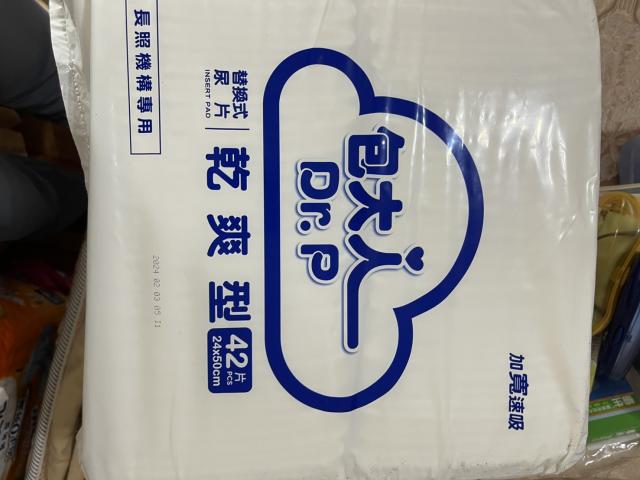 加寬速吸
包大人
Dr. P
替換式
尿片
INSERT PAD
乾爽型
42片
PCS
24x50cm
長照機構專用
2024 02 03 05 11